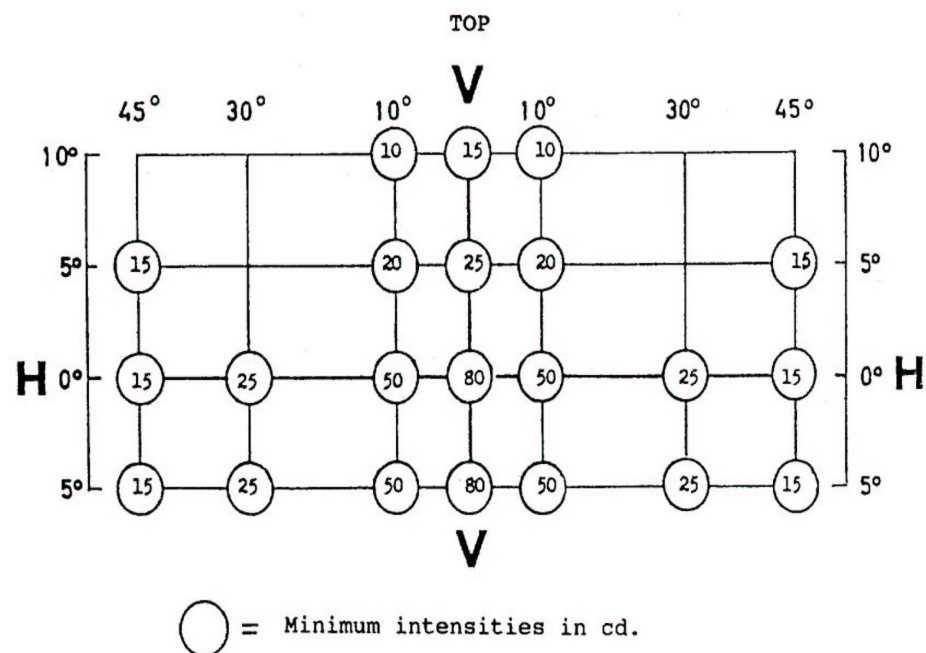 TOP
V
45° 30° 10° 10° 30° 45°
10° 10 15 10 10°
5° 15 20 25 20 15 5°
H 0° 15 25 50 80 50 25 15 0° H
5° 15 25 50 80 50 25 15 5°
V
= Minimum intensities in cd.